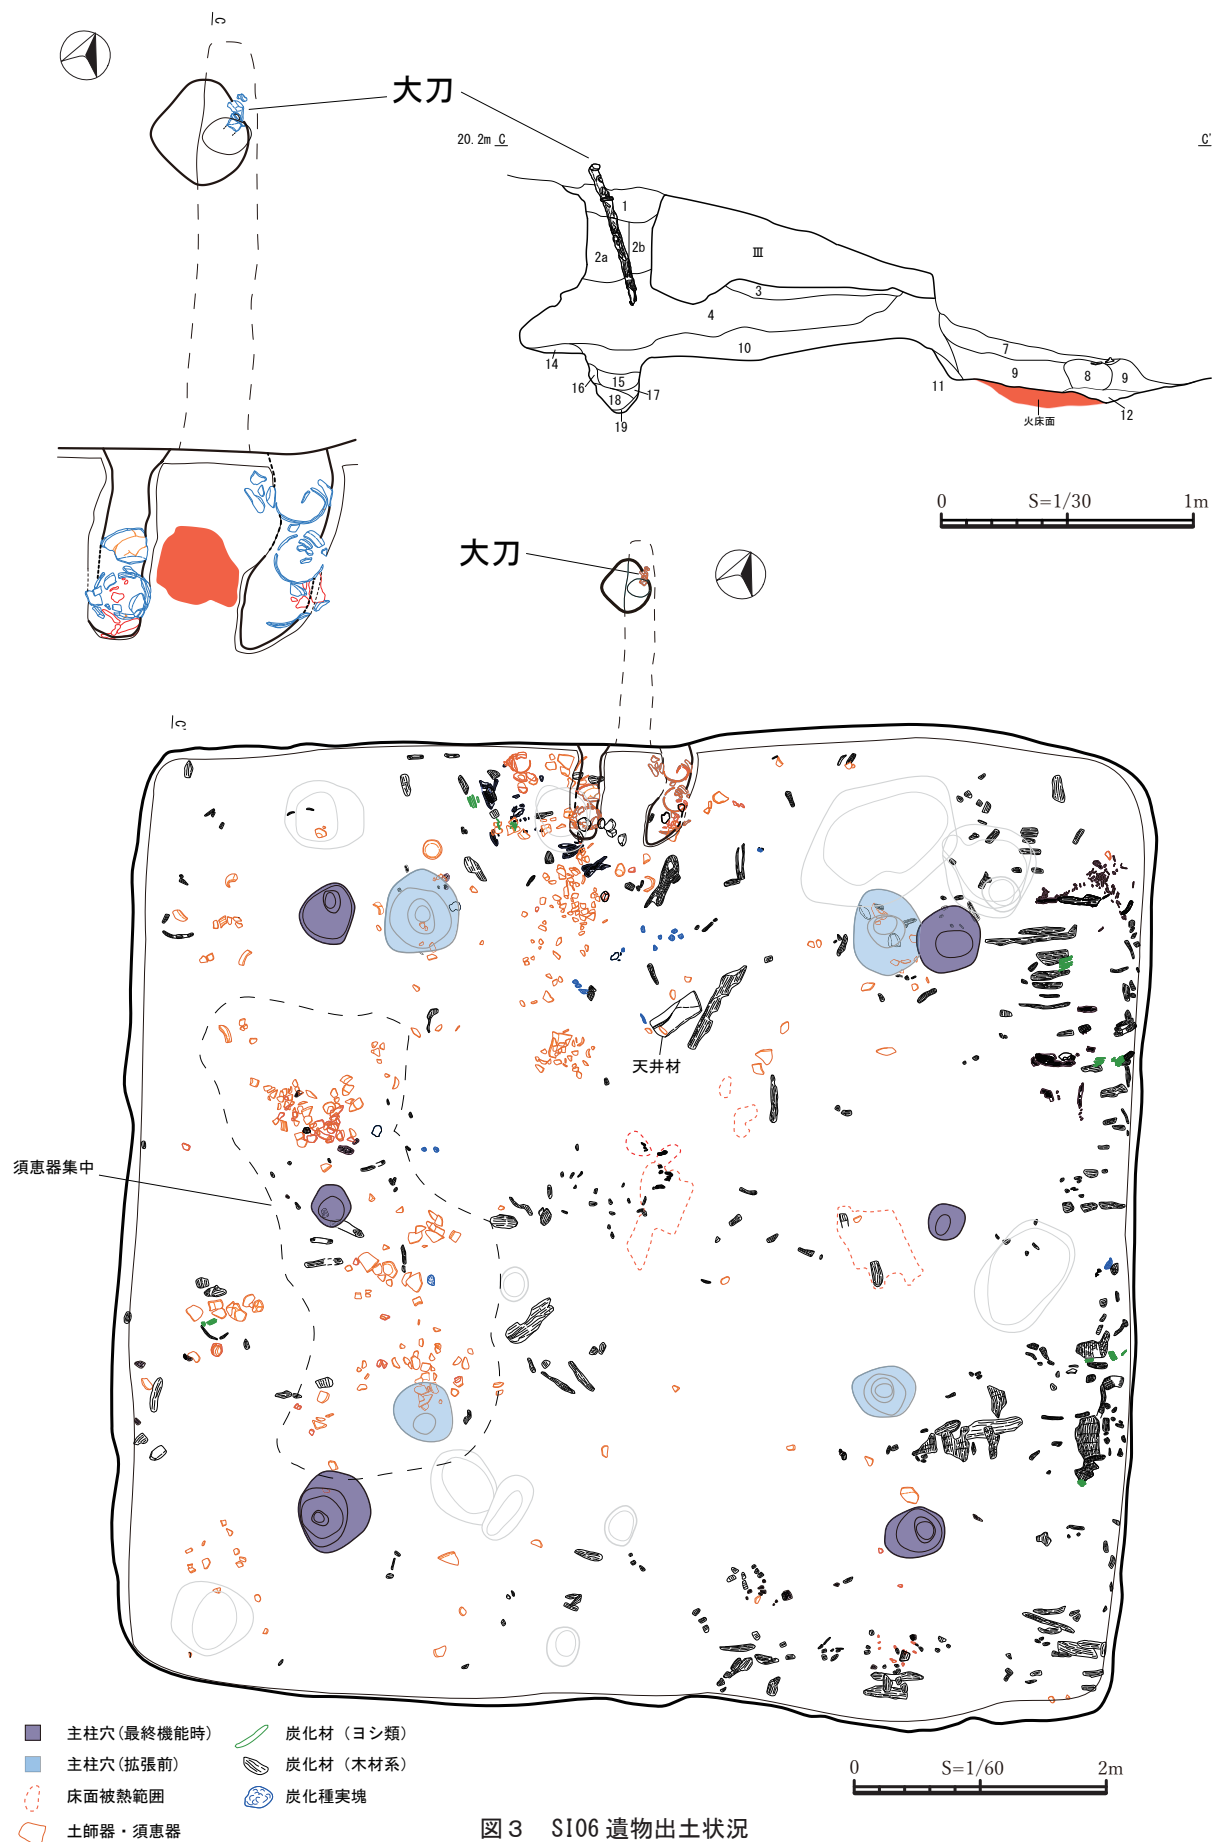 C
大刀
20.2m C
C'
1
2a
2b
Ⅲ
3
4
10
14
16
15
17
18
19
7
9
8
9
11
12
火床面
0 S=1/30 1m
大刀
C'
天井材
須恵器集中
主柱穴(最終機能時)
主柱穴(拡張前)
床面被熱範囲
土師器・須恵器
炭化材(ヨシ類)
炭化材(木材系)
炭化種実塊
0 S=1/60 2m
図3 SI06 遺物出土状況